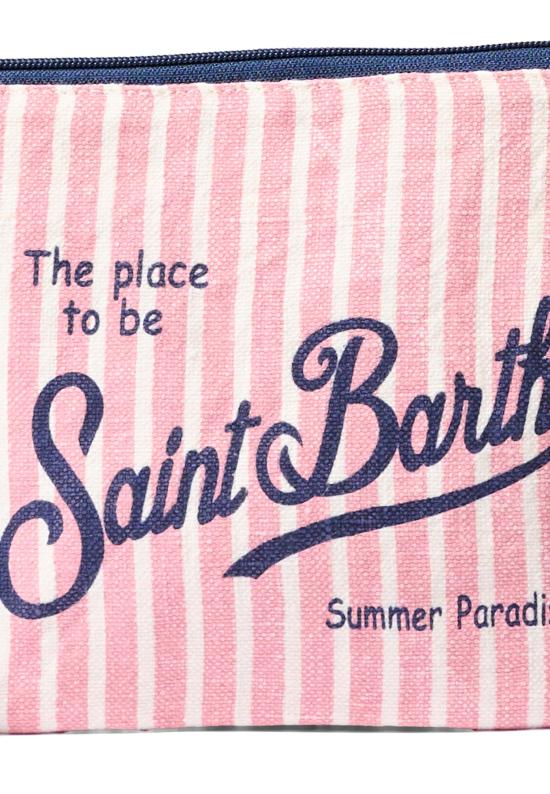 The place
to be
Saint Barth
Summer Paradis